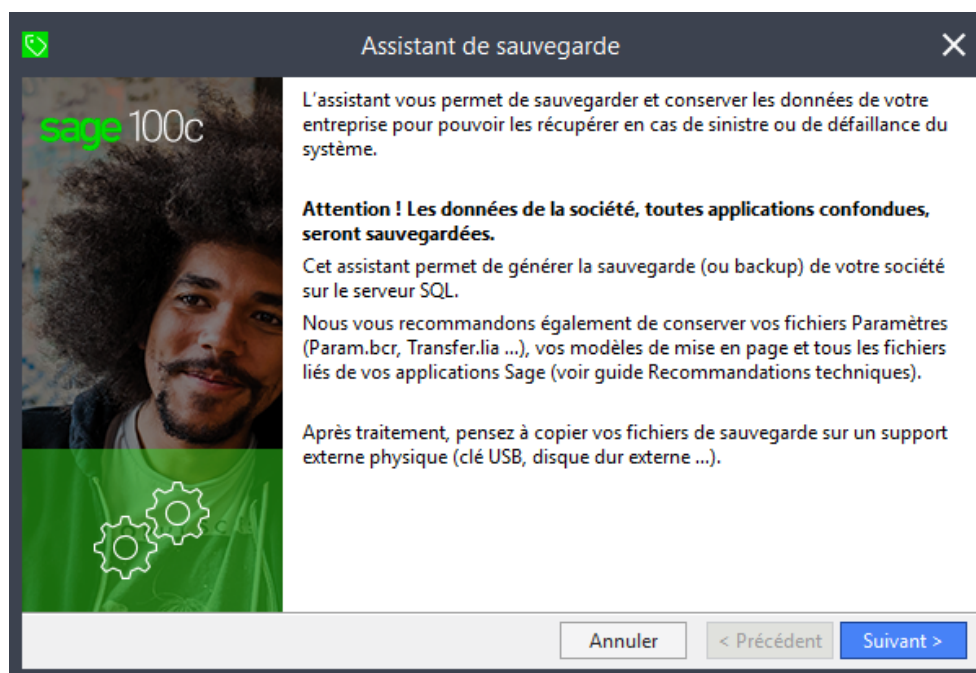 Assistant de sauvegarde
sage 100c
L'assistant vous permet de sauvegarder et conserver les données de votre
entreprise pour pouvoir les récupérer en cas de sinistre ou de défaillance du
système.
Attention ! Les données de la société, toutes applications confondues,
seront sauvegardées.
Cet assistant permet de générer la sauvegarde (ou backup) de votre société
sur le serveur SQL.
Nous vous recommandons également de conserver vos fichiers Paramètres
(Param.bcr, Transfer.lia ...), vos modèles de mise en page et tous les fichiers
liés de vos applications Sage (voir guide Recommandations techniques).
Après traitement, pensez à copier vos fichiers de sauvegarde sur un support
externe physique (clé USB, disque dur externe ...).
Annuler
< Précédent
Suivant >